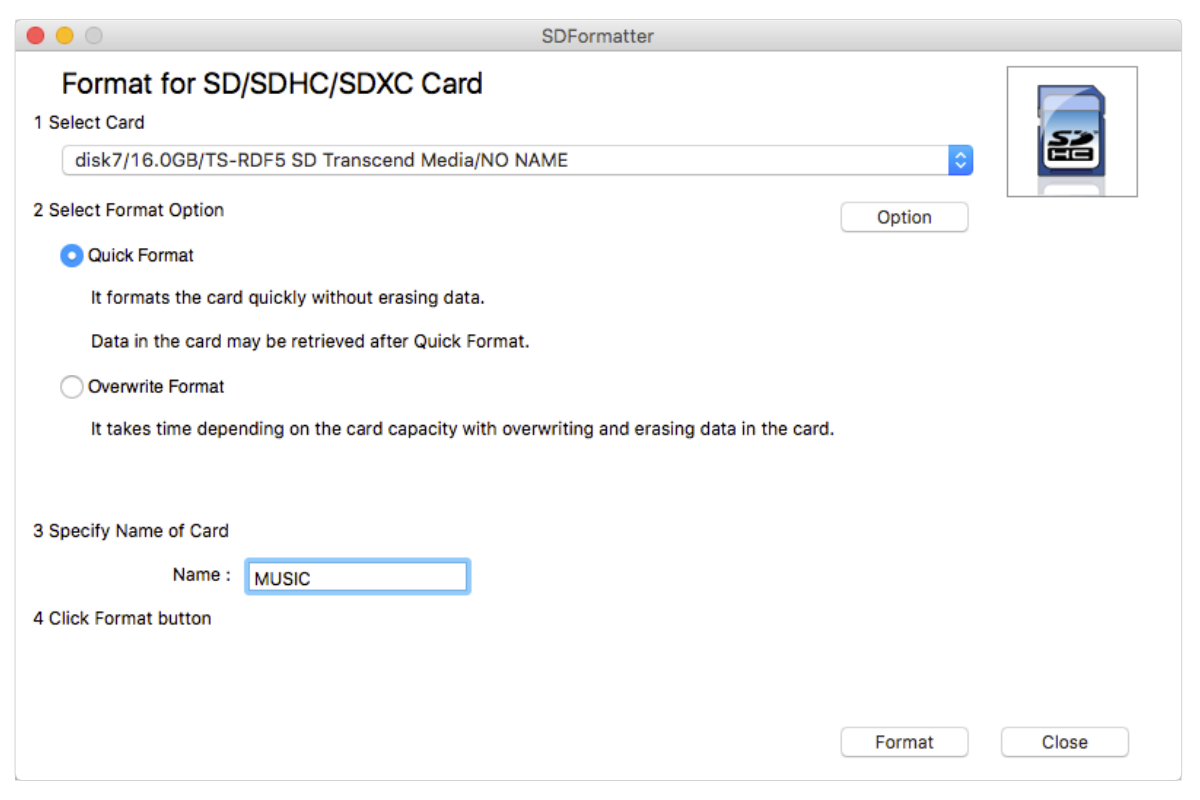 SDFormatter
Format for SD/SDHC/SDXC Card
1 Select Card
disk7/16.0GB/TS-RDF5 SD Transcend Media/NO NAME
SD
HC
2 Select Format Option
Option
Quick Format
It formats the card quickly without erasing data.
Data in the card may be retrieved after Quick Format.
Overwrite Format
It takes time depending on the card capacity with overwriting and erasing data in the card.
3 Specify Name of Card
Name : MUSIC
4 Click Format button
Format Close